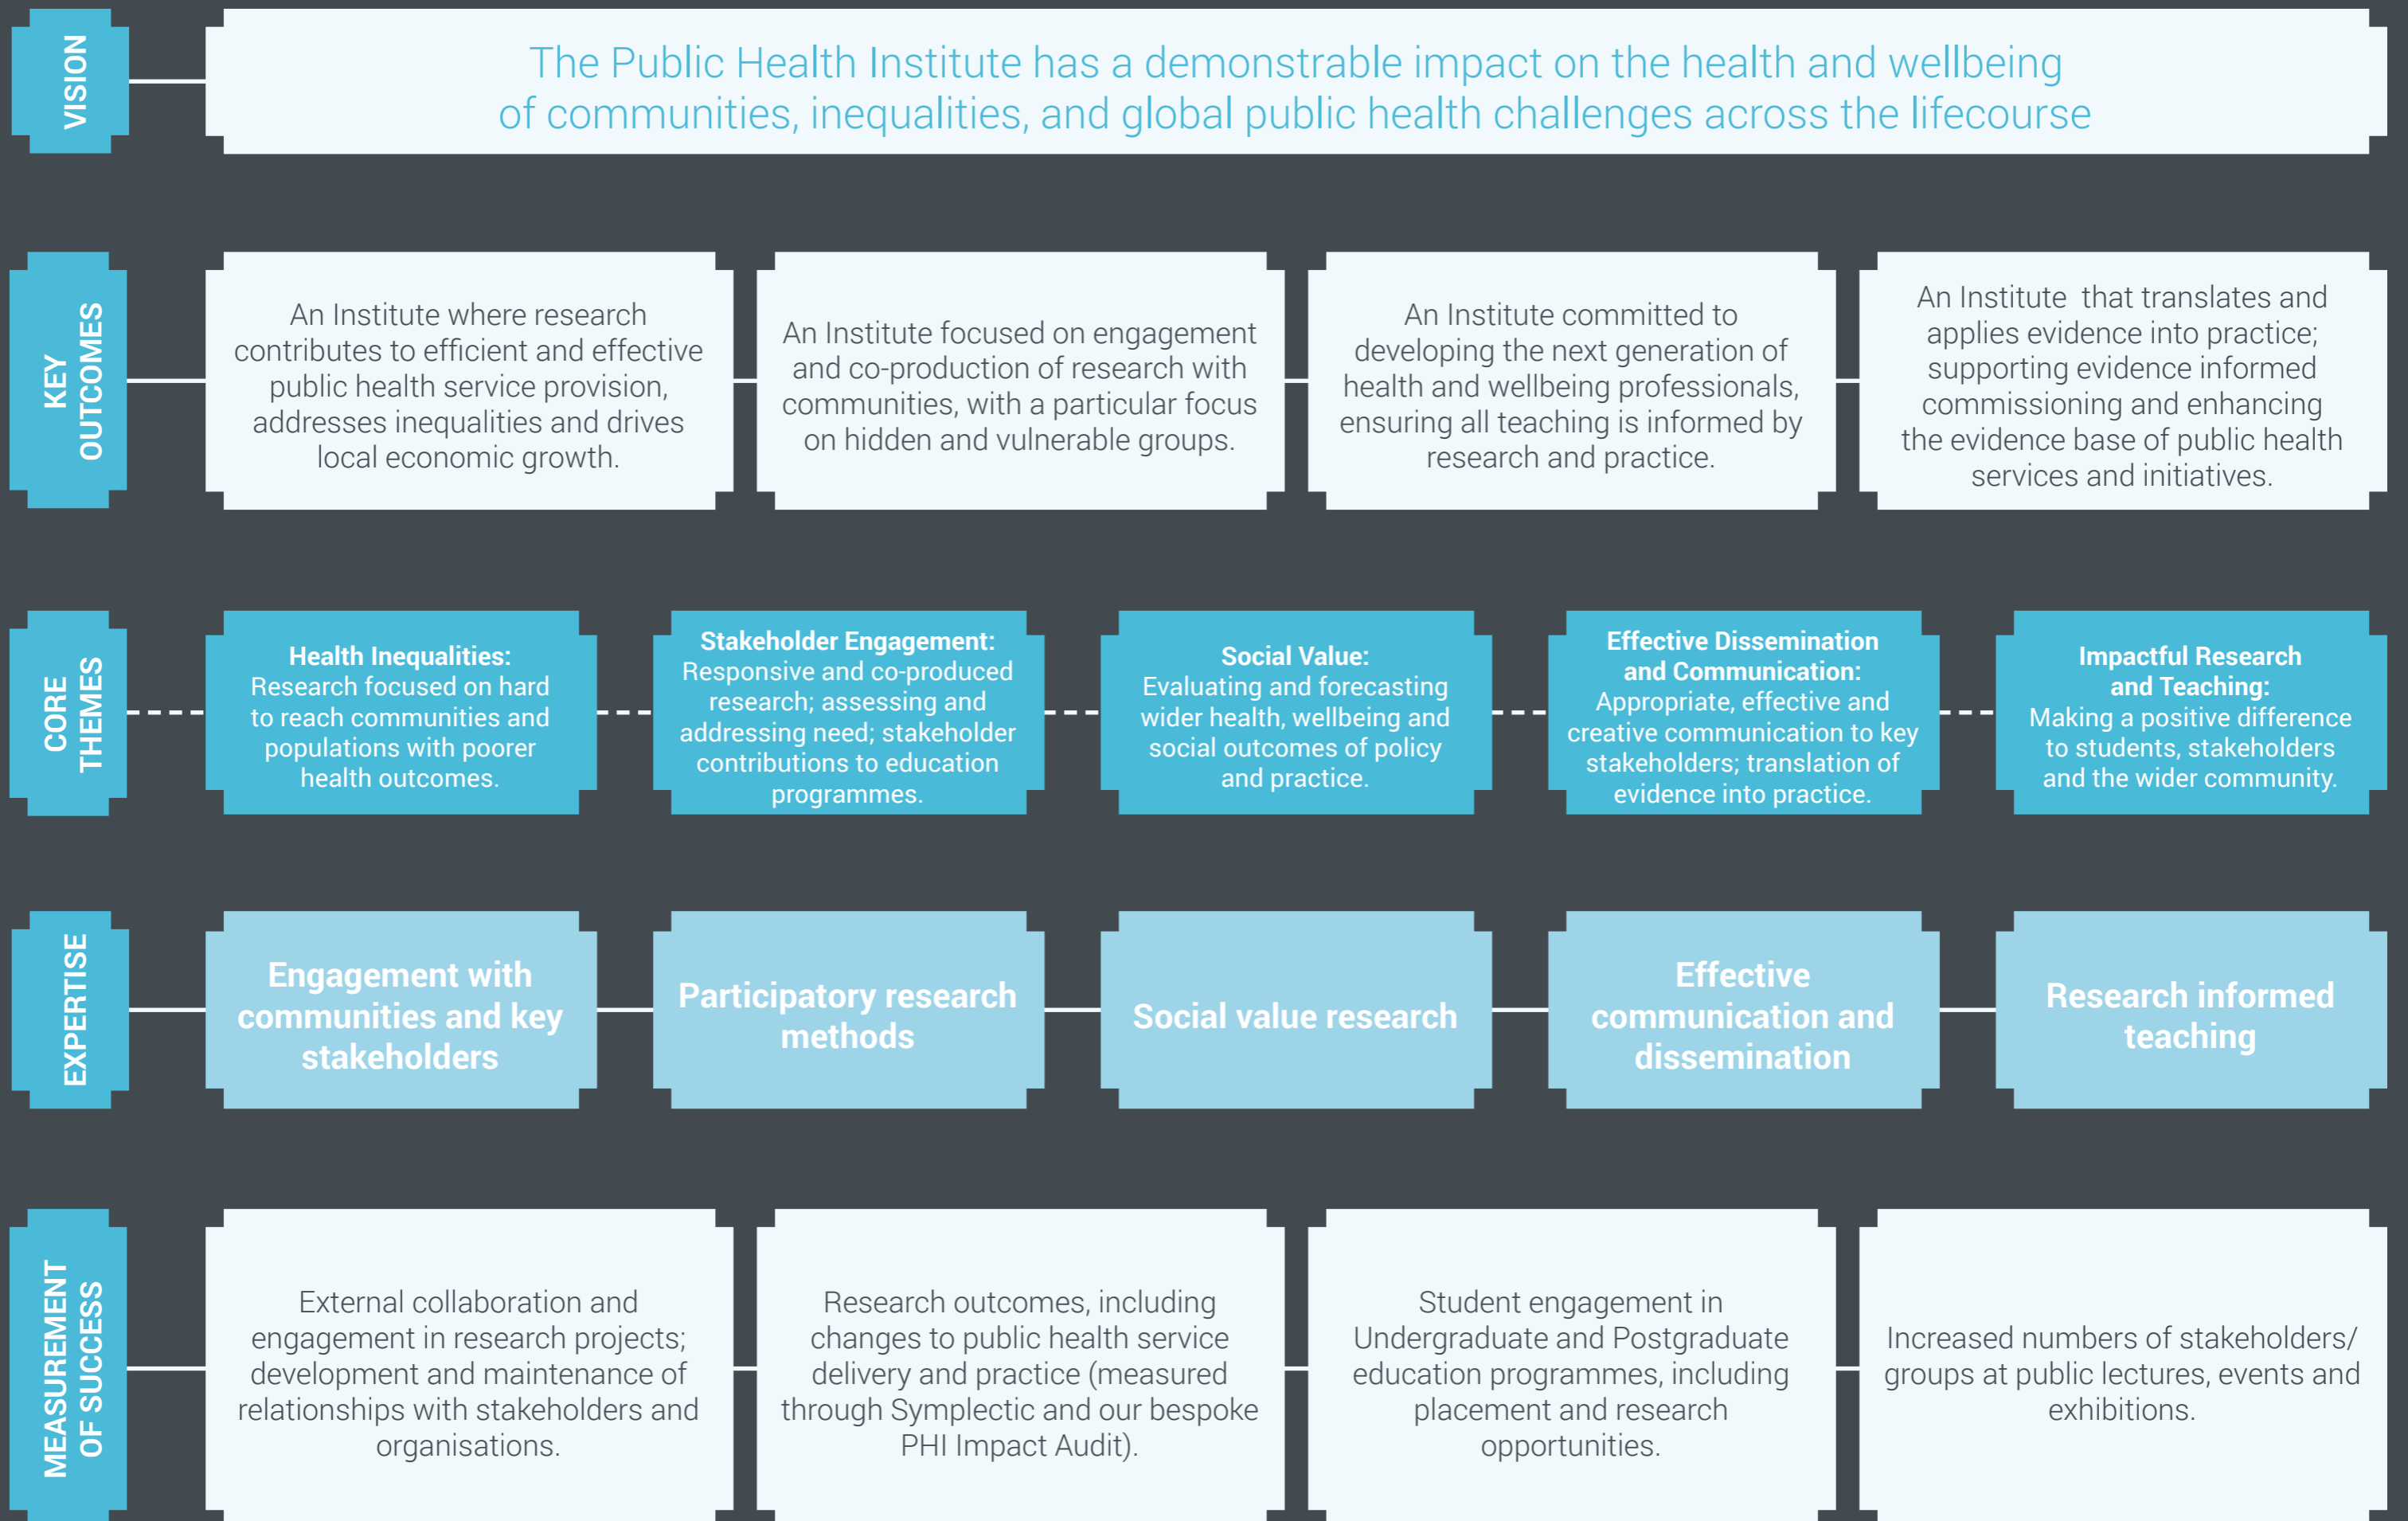 VISION
The Public Health Institute has a demonstrable impact on the health and wellbeing
of communities, inequalities, and global public health challenges across the lifecourse
KEY
OUTCOMES
An Institute where research
contributes to efficient and effective
public health service provision,
addresses inequalities and drives
local economic growth.
An Institute focused on engagement
and co-production of research with
communities, with a particular focus
on hidden and vulnerable groups.
An Institute committed to
developing the next generation of
health and wellbeing professionals,
ensuring all teaching is informed by
research and practice.
An Institute that translates and
applies evidence into practice;
supporting evidence informed
commissioning and enhancing
the evidence base of public health
services and initiatives.
CORE
THEMES
Health Inequalities:
Research focused on hard
to reach communities and
populations with poorer
health outcomes.
Stakeholder Engagement:
Responsive and co-produced
research; assessing and
addressing need; stakeholder
contributions to education
programmes.
Social Value:
Evaluating and forecasting
wider health, wellbeing and
social outcomes of policy
and practice.
Effective Dissemination
and Communication:
Appropriate, effective and
creative communication to key
stakeholders; translation of
evidence into practice.
Impactful Research
and Teaching:
Making a positive difference
to students, stakeholders
and the wider community.
EXPERTISE
Engagement with
communities and key
stakeholders
Participatory research
methods
Social value research
Effective
communication and
dissemination
Research informed
teaching
MEASUREMENT
OF SUCCESS
External collaboration and
engagement in research projects;
development and maintenance of
relationships with stakeholders and
organisations.
Research outcomes, including
changes to public health service
delivery and practice (measured
through Symplectic and our bespoke
PHI Impact Audit).
Student engagement in
Undergraduate and Postgraduate
education programmes, including
placement and research
opportunities.
Increased numbers of stakeholders/
groups at public lectures, events and
exhibitions.